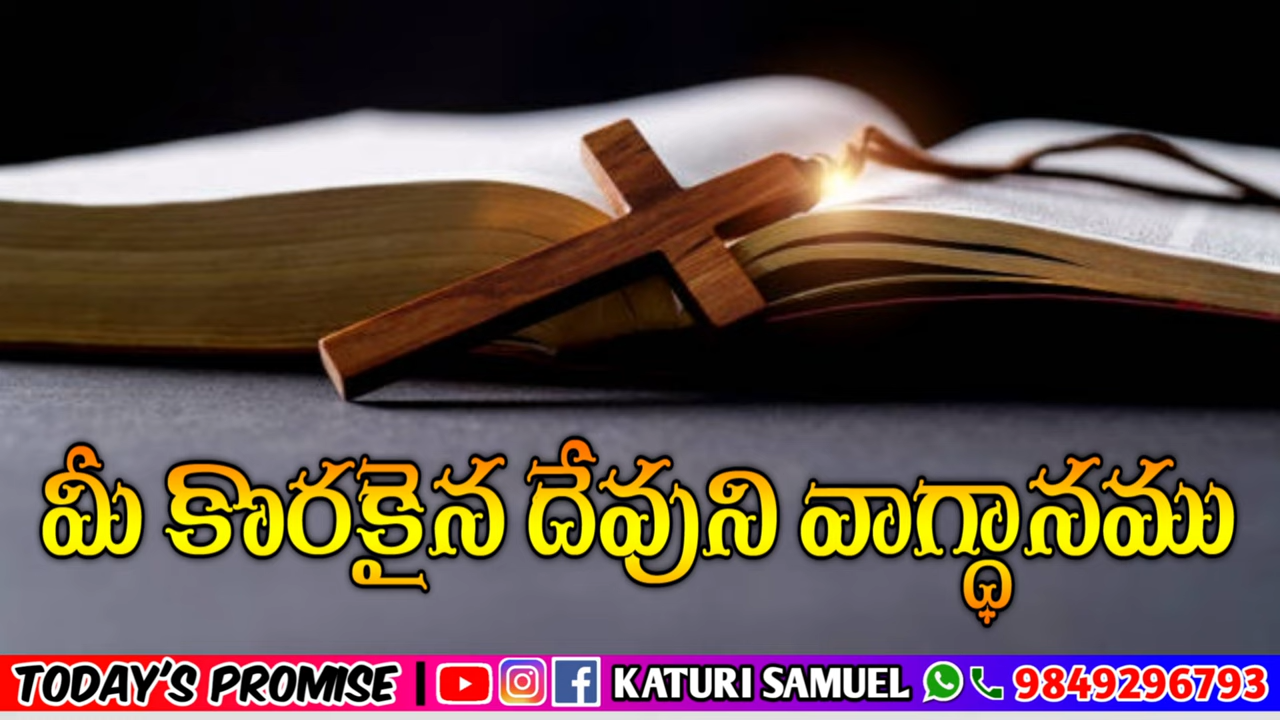 మీ కొరకైన దేవుని వాగ్ధానము
TODAY'S PROMISE | KATURI SAMUEL 9849296793